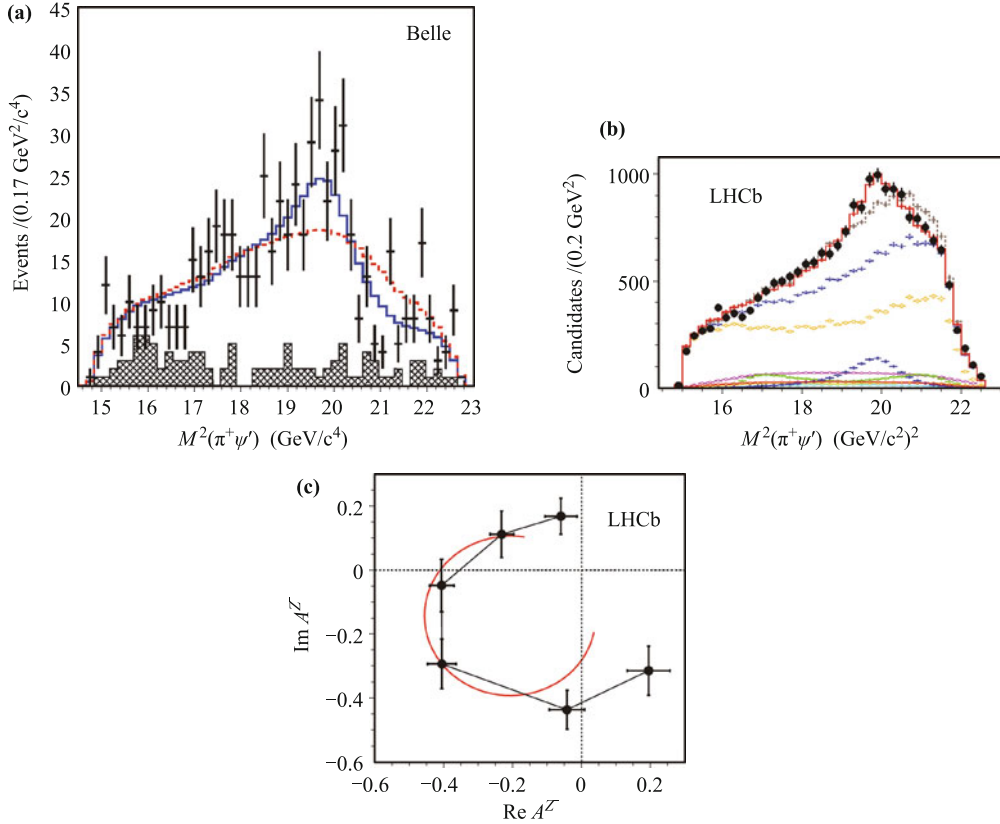 (a)
Belle
Events /(0.17 GeV²/c⁴)
45
40
35
30
25
20
15
10
5
0
15 16 17 18 19 20 21 22 23
M²(π⁺ψ′) (GeV/c⁴)
(b)
LHCb
Candidates /(0.2 GeV²)
1000
500
0
16 18 20 22
M²(π⁺ψ′) (GeV/c²)²
(c)
LHCb
Im A^Z⁻
0.2
0
−0.2
−0.4
−0.6
−0.6 −0.4 −0.2 0 0.2
Re A^Z⁻